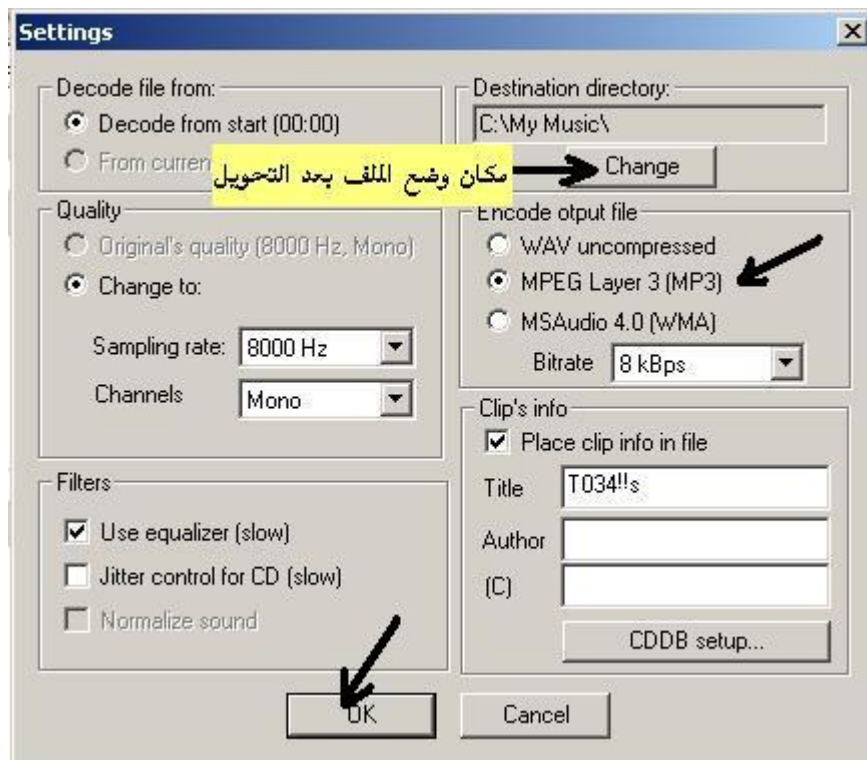 Settings
Decode file from:
Decode from start (00:00)
From curren
Destination directory:
C:\My Music\
Change
مكان وضع الملف بعد التحويل
Quality
Original's quality (8000 Hz, Mono)
Change to:
Sampling rate: 8000 Hz
Channels Mono
Encode otput file
WAV uncompressed
MPEG Layer 3 (MP3)
MSAudio 4.0 (WMA)
Bitrate 8 kBps
Filters
Use equalizer (slow)
Jitter control for CD (slow)
Normalize sound
Clip's info
Place clip info in file
Title T034!!s
Author
(C)
CDDB setup...
OK
Cancel